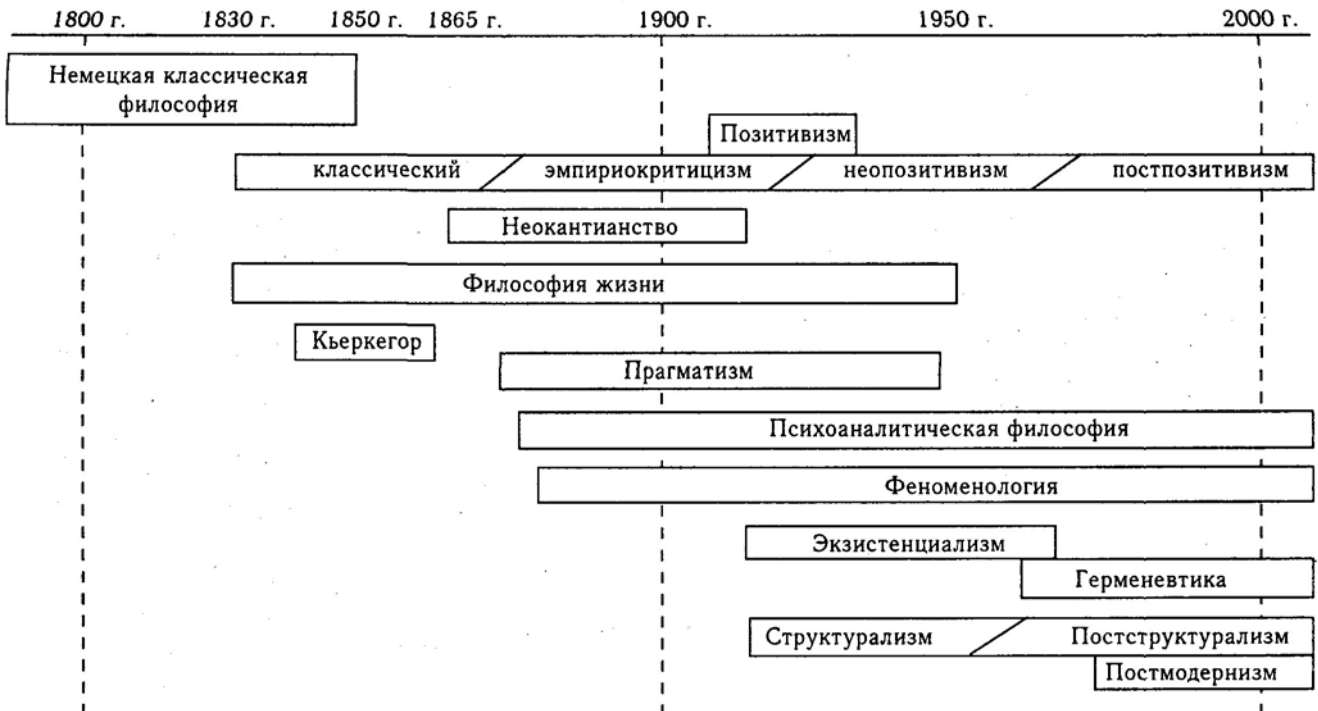 1800 г. 1830 г. 1850 г. 1865 г. 1900 г. 1950 г. 2000 г.
Немецкая классическая
философия
Позитивизм
классический эмпириокритицизм неопозитивизм постпозитивизм
Неокантианство
Философия жизни
Кьеркегор
Прагматизм
Психоаналитическая философия
Феноменология
Экзистенциализм
Герменевтика
Структурализм Постструктурализм
Постмодернизм